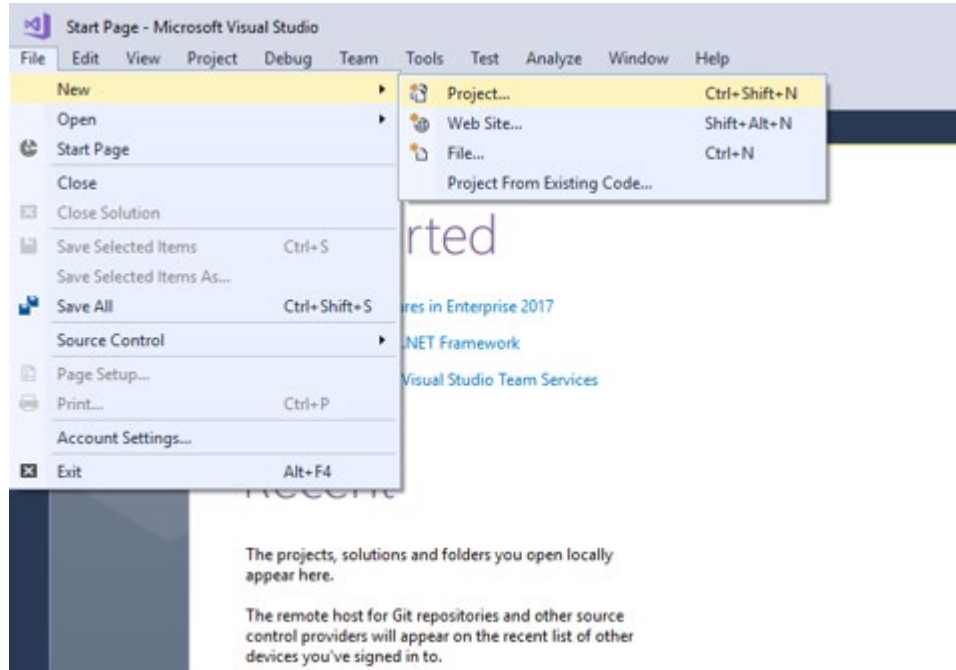 Start Page - Microsoft Visual Studio
File Edit View Project Debug Team Tools Test Analyze Window Help
New
Open
Start Page
Close
Close Solution
Save Selected Items Ctrl+S
Save Selected Items As...
Save All Ctrl+Shift+S
Source Control
Page Setup...
Print... Ctrl+P
Account Settings...
Exit Alt+F4
Project... Ctrl+Shift+N
Web Site... Shift+Alt+N
File... Ctrl+N
Project From Existing Code...
rted
res in Enterprise 2017
.NET Framework
Visual Studio Team Services
Recent
The projects, solutions and folders you open locally
appear here.
The remote host for Git repositories and other source
control providers will appear on the recent list of other
devices you've signed in to.